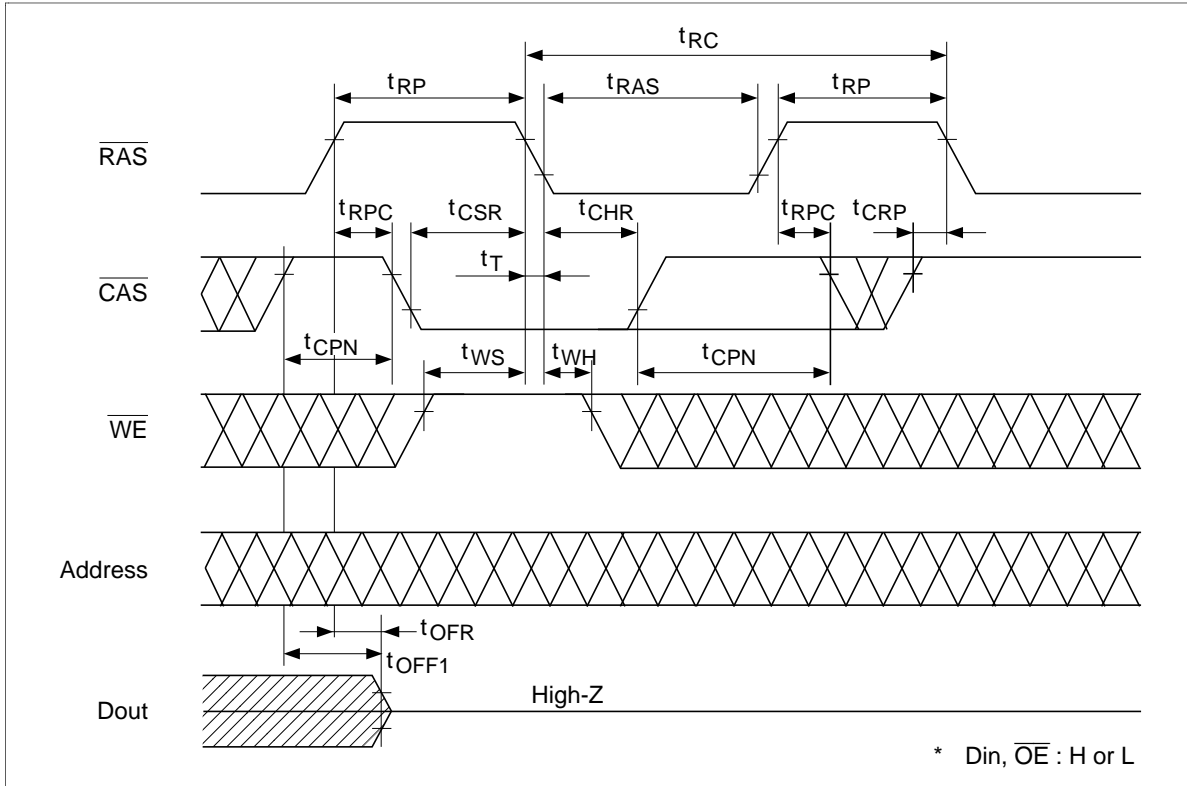 tRC
tRP tRAS tRP
RAS
tRPC tCSR tCHR tRPC tCRP
tT
CAS
tCPN tWS tWH tCPN
WE
Address
tOFR
tOFF1
High-Z
Dout
* Din, OE : H or L